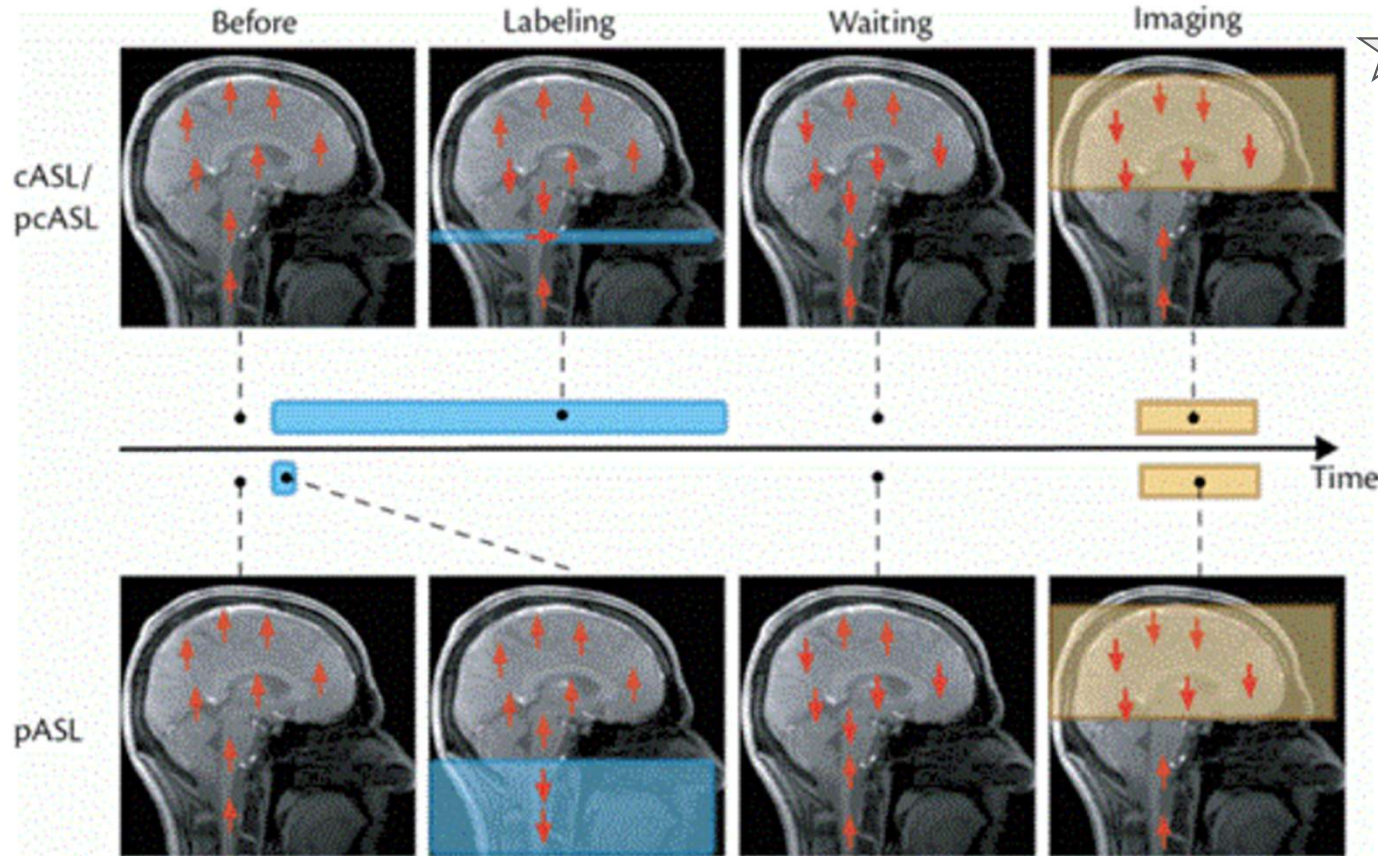 Before
Labeling
Waiting
Imaging
cASL/
pcASL
Time
pASL